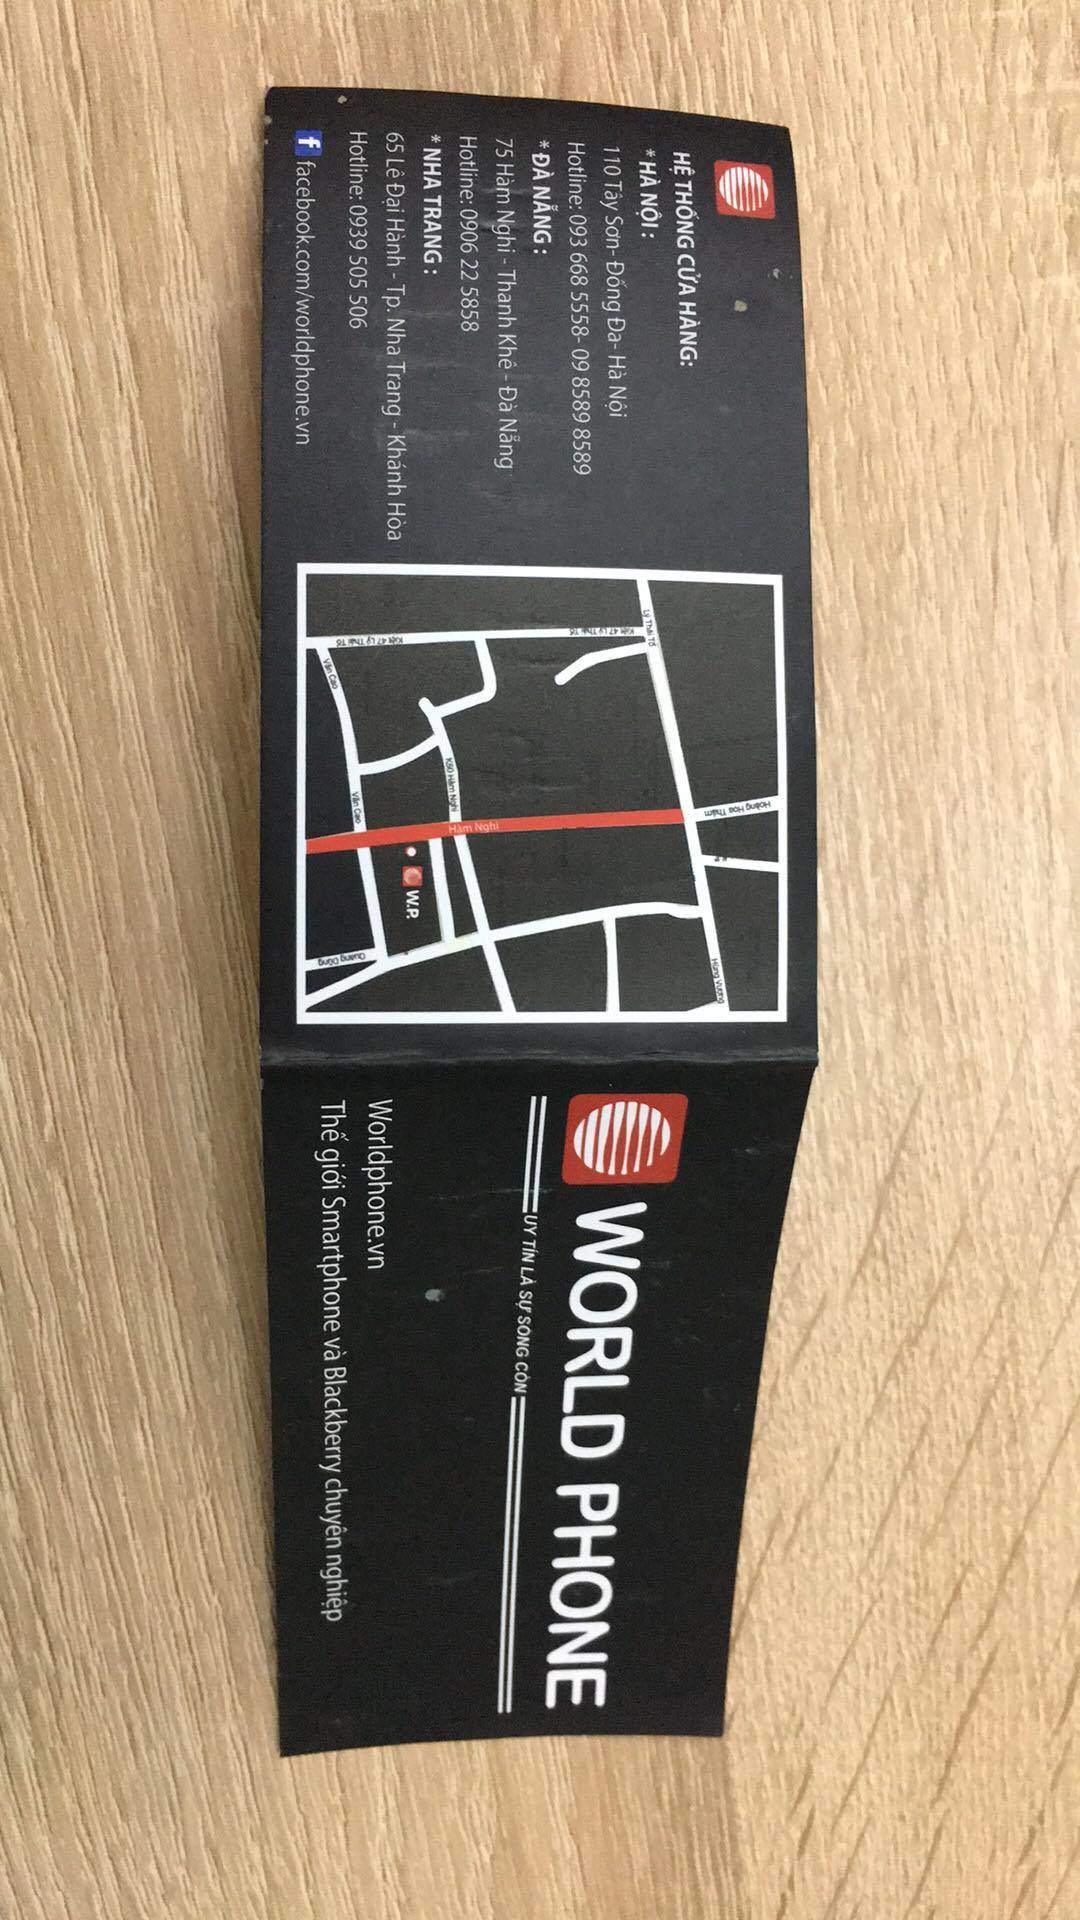 HỆ THỐNG CỬA HÀNG:
* HÀ NỘI :
110 Tây Sơn- Đống Đa- Hà Nội
Hotline: 093 668 5558- 09 8589 8589
* ĐÀ NẴNG :
75 Hàm Nghi - Thanh Khê - Đà Nẵng
Hotline: 0906 22 5858
* NHA TRANG :
65 Lê Đại Hành - Tp. Nha Trang - Khánh Hòa
Hotline: 0939 505 506
f facebook.com/worldphone.vn
Lý Thái Tổ
Kiệt 47 Lý Thái Tổ
Kiệt 47 Lý Thái Tổ
Văn Cao
K50 Hàm Nghi
Văn Cao
Hàm Nghi
Hoàng Hoa Thám
W.P.
Hùng Vương
Quang Dũng
WORLD PHONE
UY TÍN LÀ SỰ SỐNG CÒN
Worldphone.vn
Thế giới Smartphone và Blackberry chuyên nghiệp